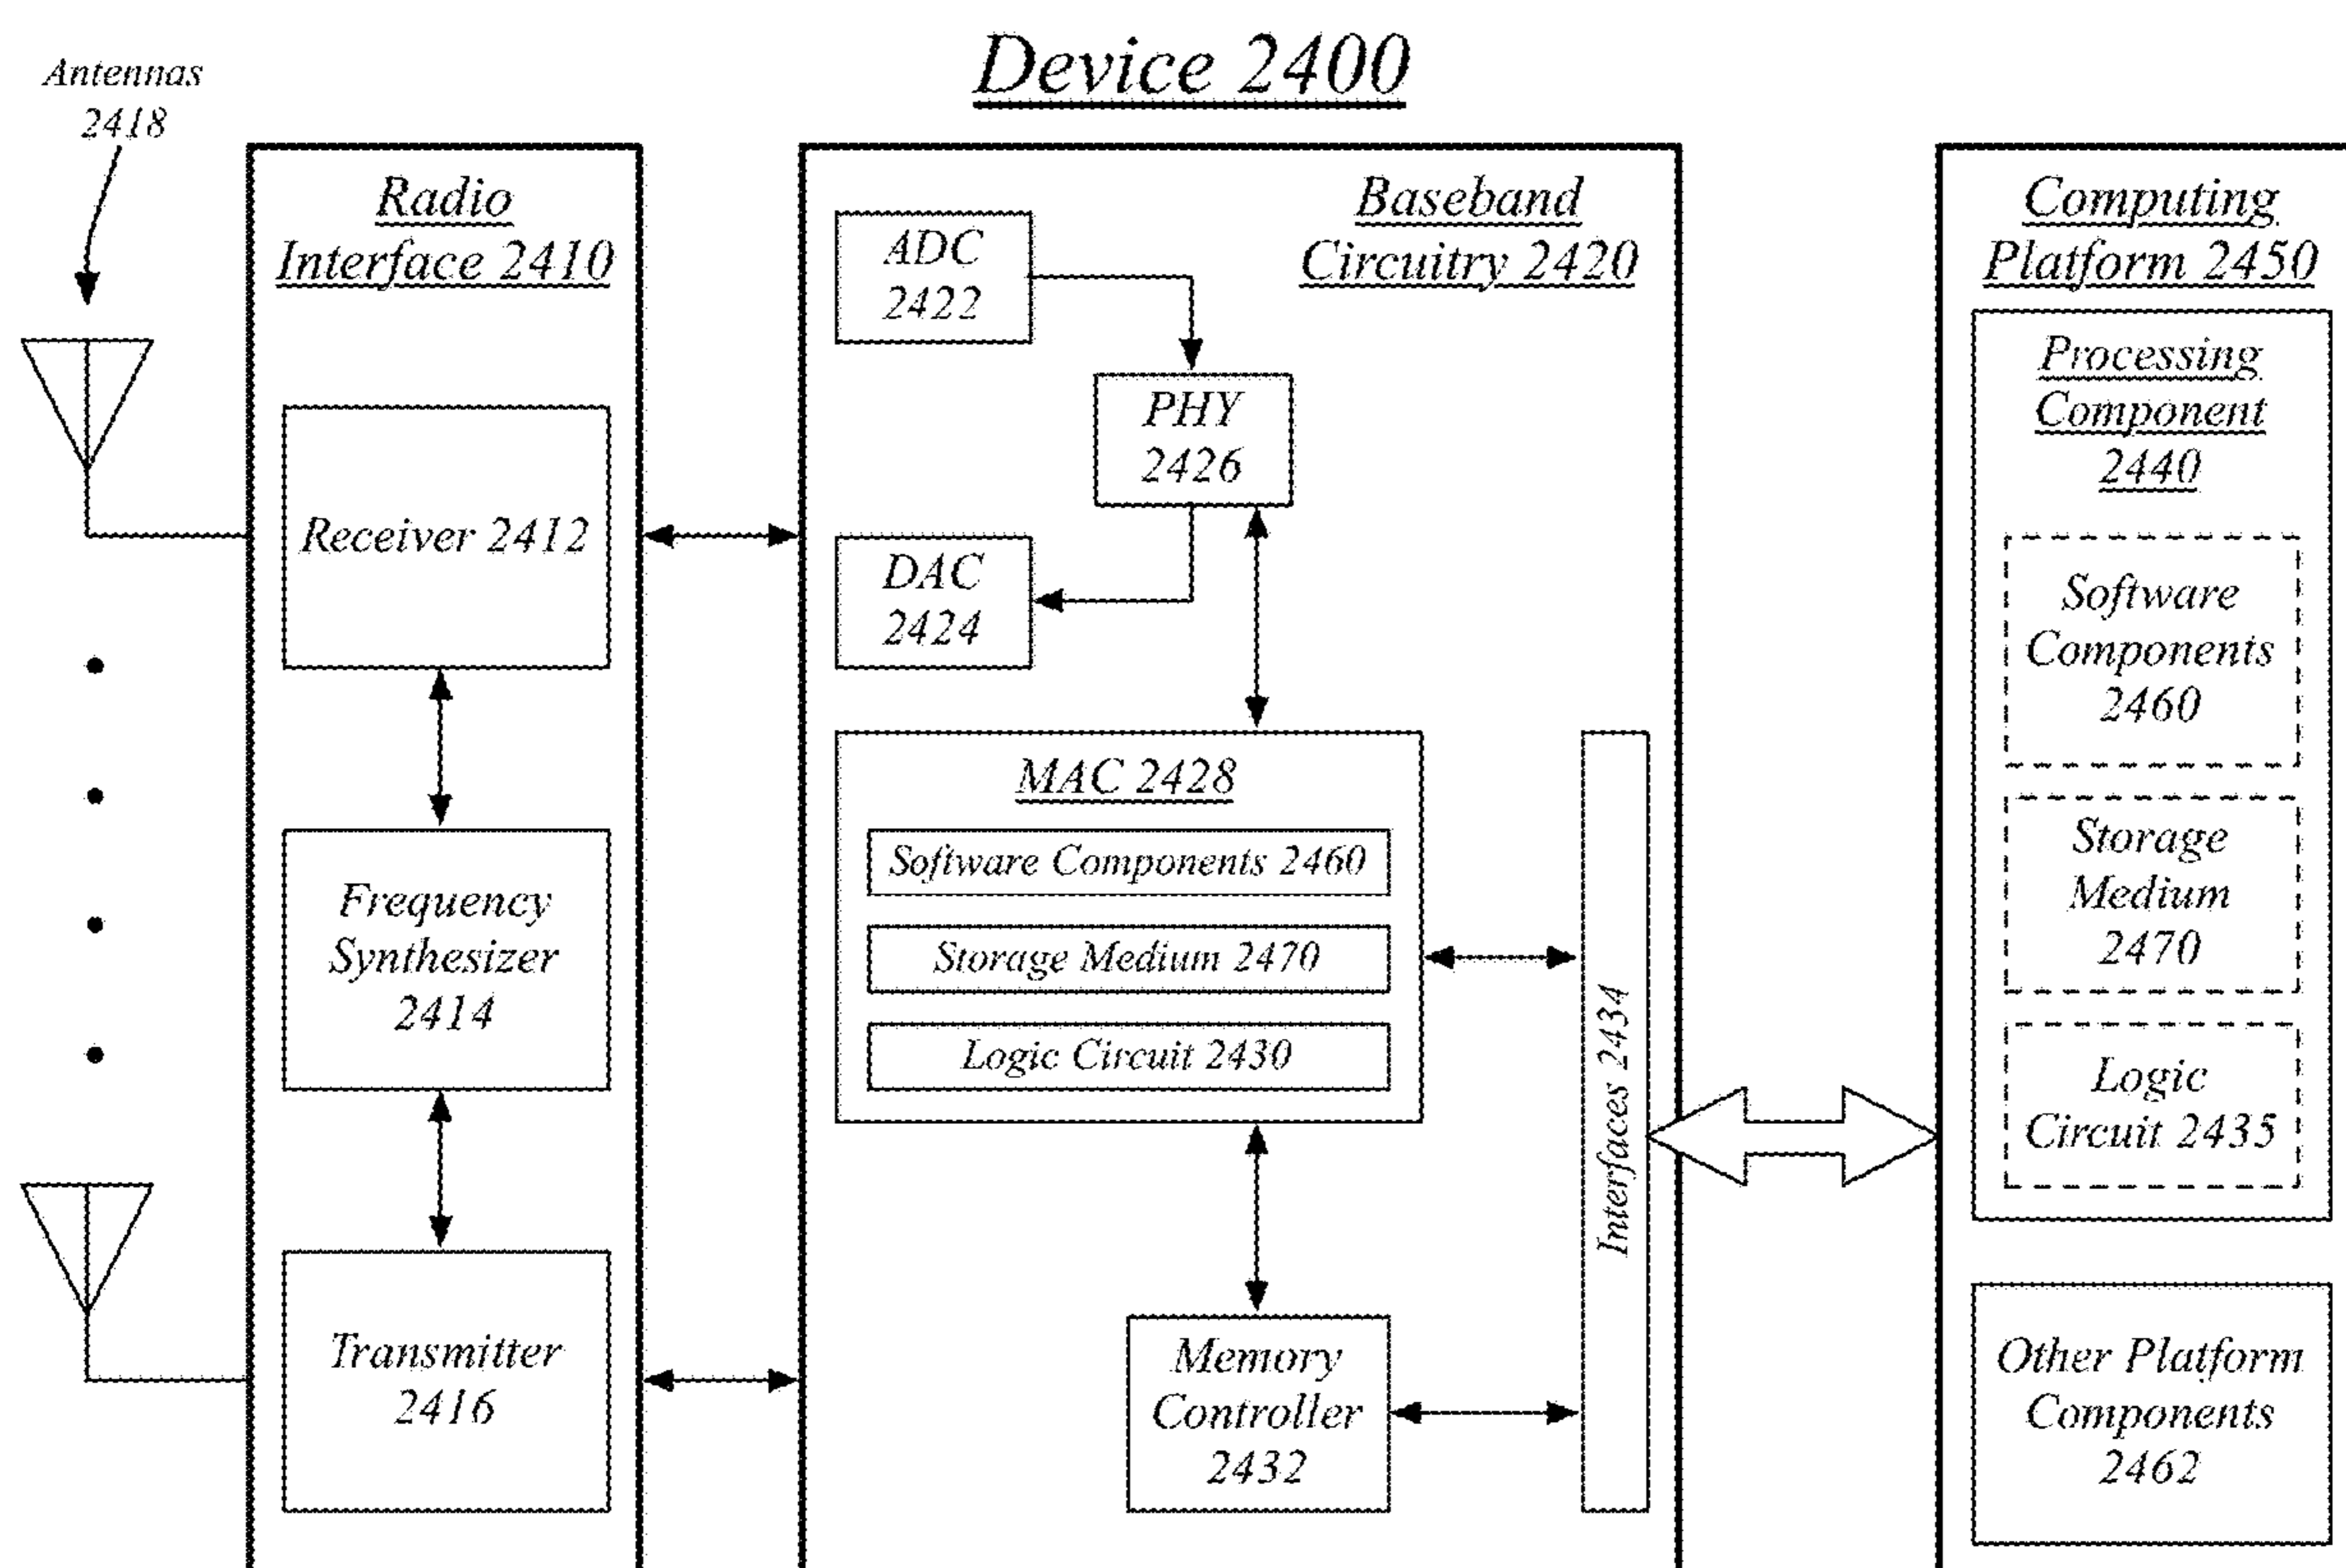 Device 2400
Antennas
2418
Radio
Interface 2410
Receiver 2412
Frequency
Synthesizer
2414
Transmitter
2416
Baseband
Circuitry 2420
ADC
2422
PHY
2426
DAC
2424
MAC 2428
Software Components 2460
Storage Medium 2470
Logic Circuit 2430
Interfaces 2434
Memory
Controller
2432
Computing
Platform 2450
Processing
Component
2440
Software
Components
2460
Storage
Medium
2470
Logic
Circuit 2435
Other Platform
Components
2462